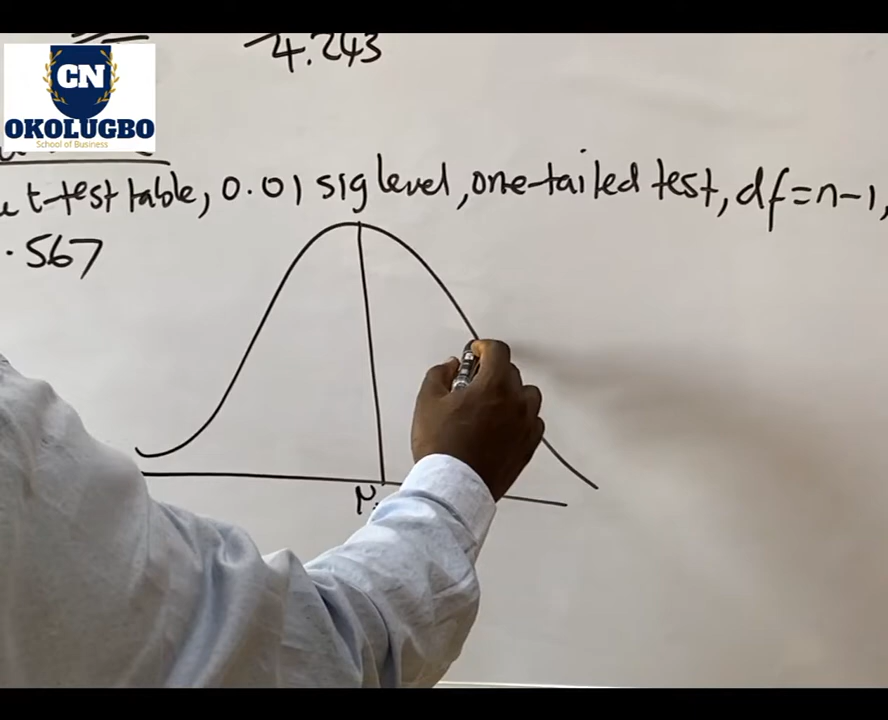 CN
OKOLUGBO
School of Business
4.243
t-test table, 0.01 sig level, one-tailed test, df=n-1,
.567
μ